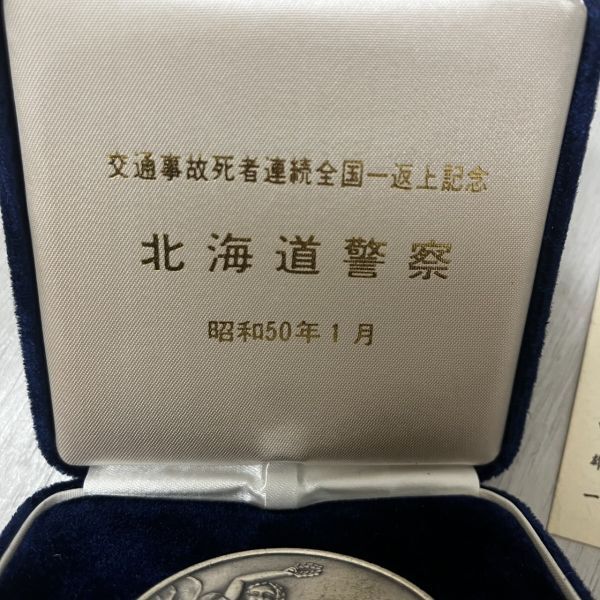 交通事故死者連続全国一返上記念
北海道警察
昭和50年1月
一